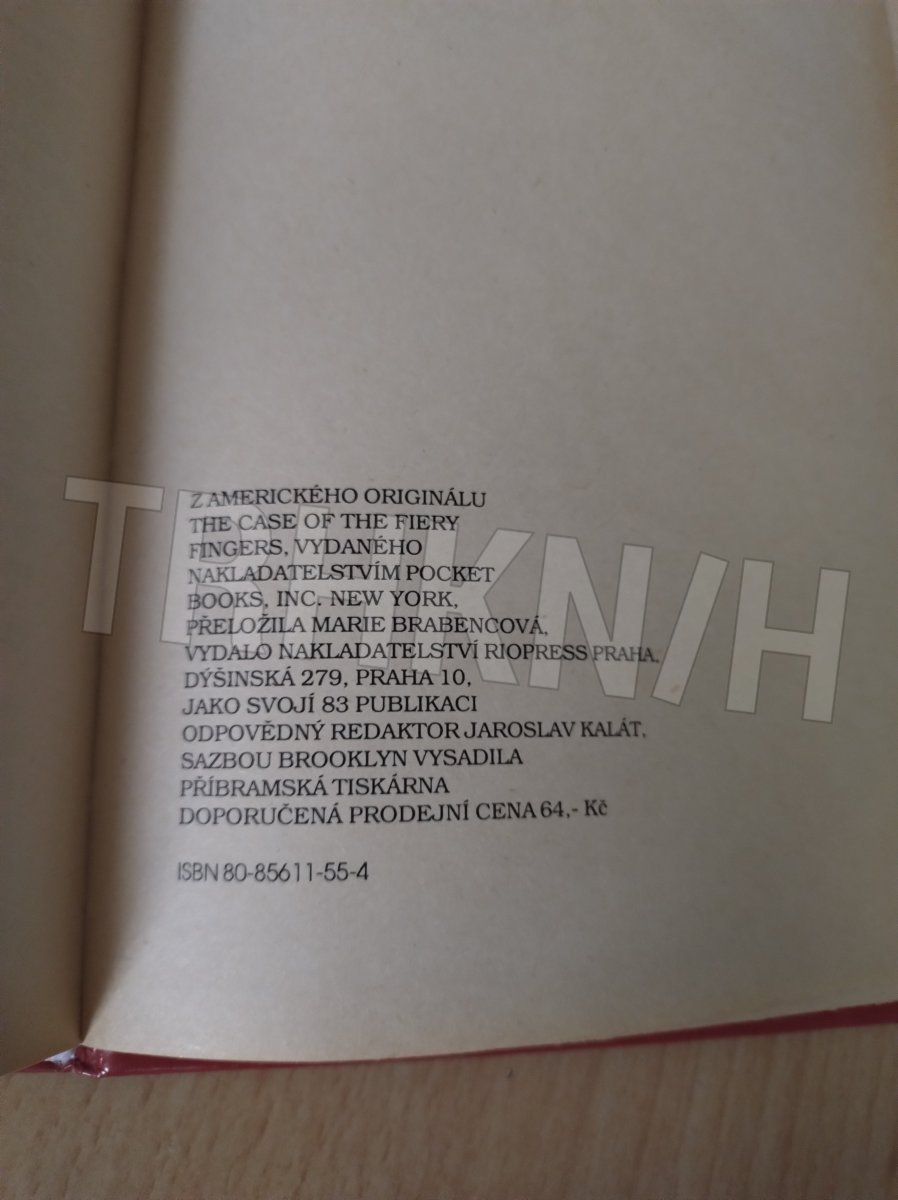 Z AMERICKÉHO ORIGINÁLU
THE CASE OF THE FIERY
FINGERS, VYDANÉHO
NAKLADATELSTVÍM POCKET
BOOKS, INC. NEW YORK,
PŘELOŽILA MARIE BRABENCOVÁ,
VYDALO NAKLADATELSTVÍ RIOPRESS PRAHA,
DÝŠINSKÁ 279, PRAHA 10,
JAKO SVOJÍ 83 PUBLIKACI
ODPOVĚDNÝ REDAKTOR JAROSLAV KALÁT,
SAZBOU BROOKLYN VYSADILA
PŘÍBRAMSKÁ TISKÁRNA
DOPORUČENÁ PRODEJNÍ CENA 64,- Kč
ISBN 80-85611-55-4